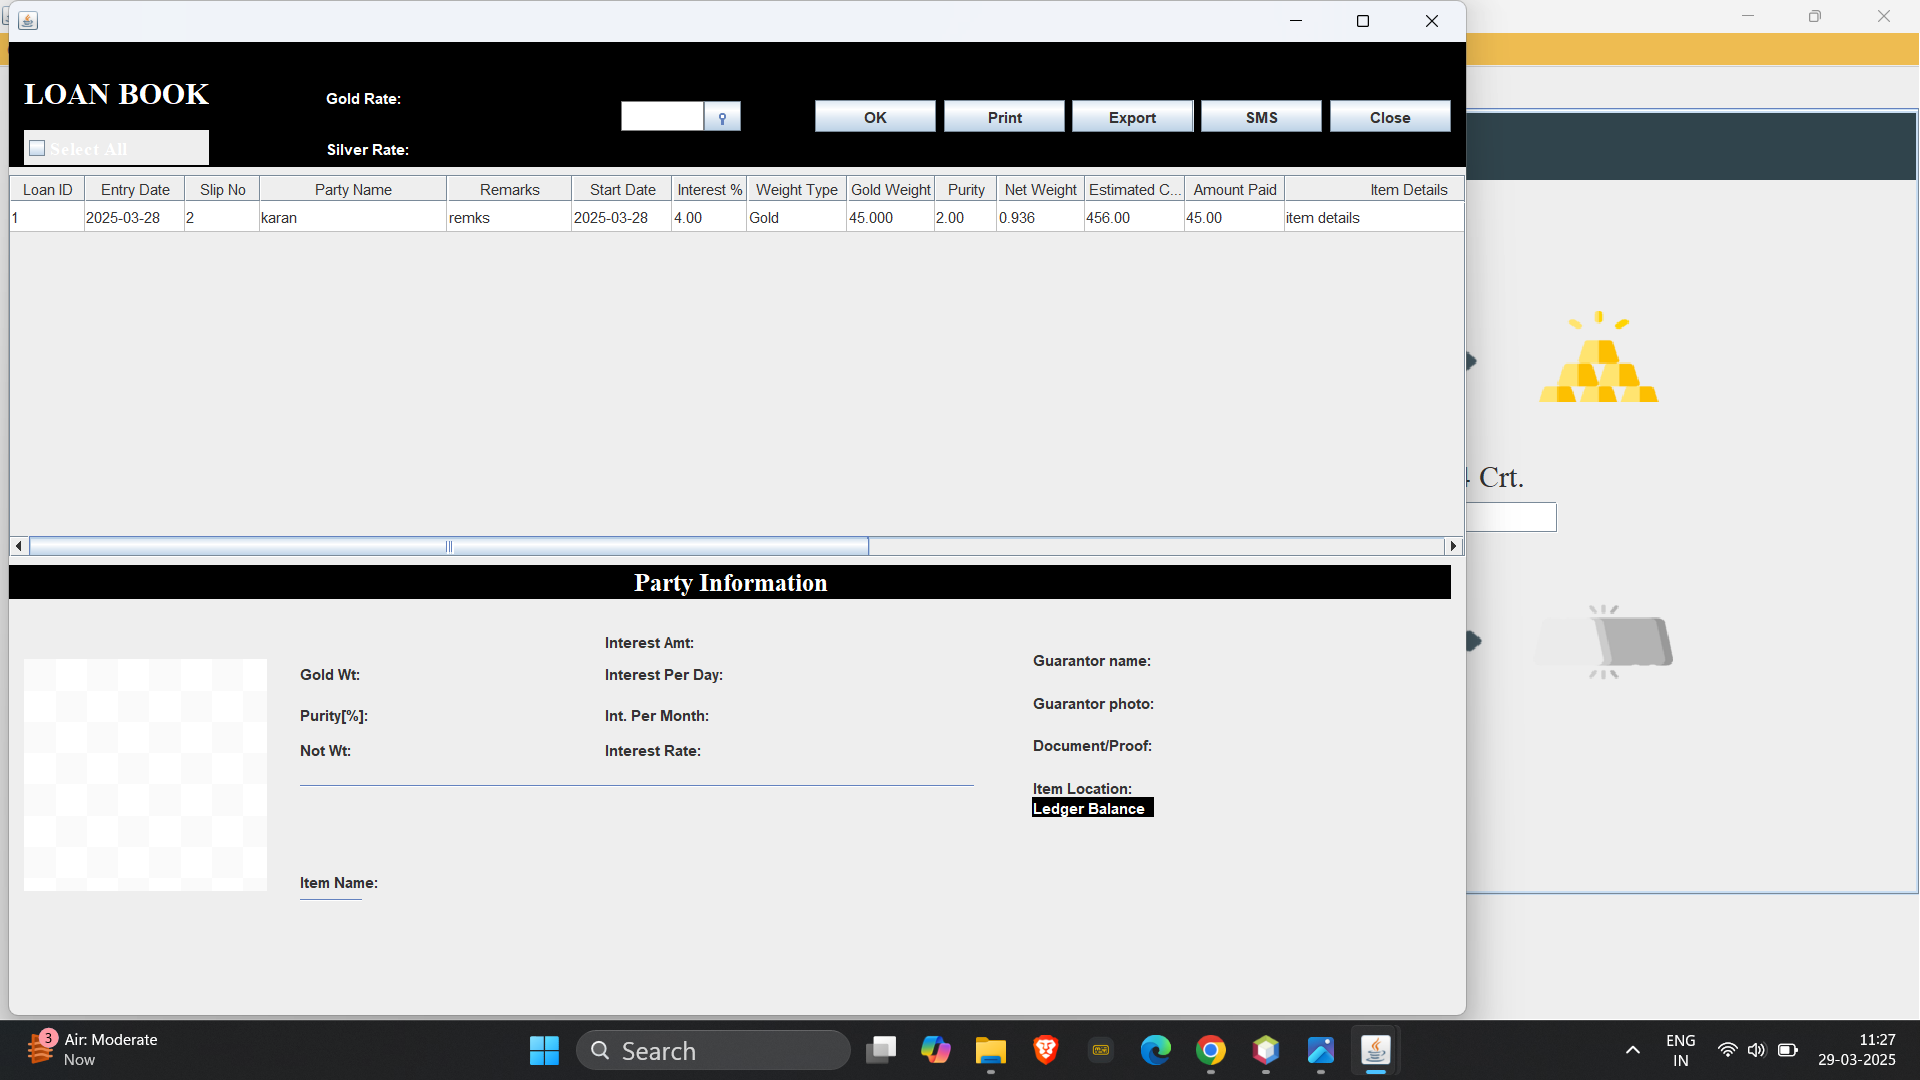 LOAN BOOK
Gold Rate:
OK Print Export SMS Close
Select All
Silver Rate:
Loan ID Entry Date Slip No Party Name Remarks Start Date Interest % Weight Type Gold Weight Purity Net Weight Estimated C... Amount Paid Item Details
1 2025-03-28 2 karan remks 2025-03-28 4.00 Gold 45.000 2.00 0.936 456.00 45.00 item details
Crt.
Party Information
Interest Amt:
Gold Wt:
Interest Per Day:
Guarantor name:
Purity[%]:
Int. Per Month:
Guarantor photo:
Not Wt:
Interest Rate:
Document/Proof:
Item Location:
Ledger Balance
Item Name:
3
Air: Moderate
Now
Search
ENG
IN
11:27
29-03-2025